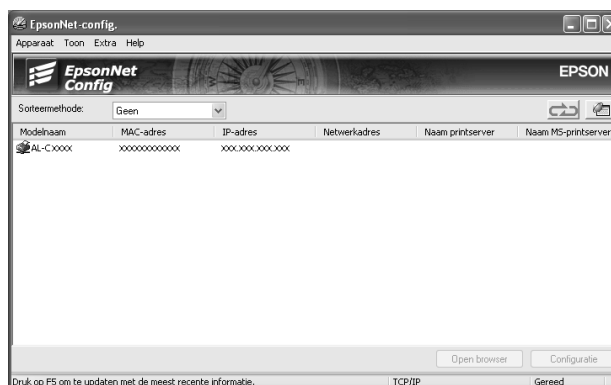 EpsonNet-config.
Apparaat Toon Extra Help
EpsonNet
Config
EPSON
Sorteermethode: Geen
Modelnaam MAC-adres IP-adres Netwerkadres Naam printserver Naam MS-printserver
AL-CXXXX XXXXXXXXXXXX XXX.XXX.XXX.XXX
Open browser Configuratie
Druk op F5 om te updaten met de meest recente informatie. TCP/IP Gereed